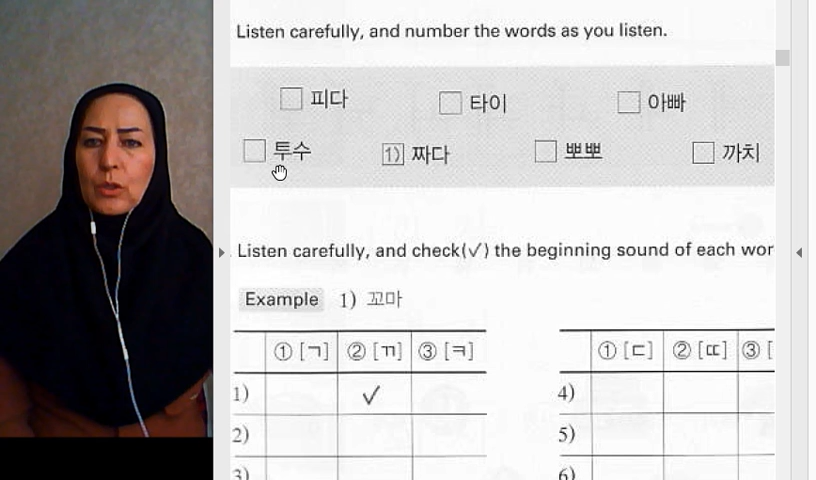 Listen carefully, and number the words as you listen.
피다 타이 아빠
투수 1) 짜다 뽀뽀 까치
Listen carefully, and check(✓) the beginning sound of each wor
Example 1) 꼬마
① [ㄱ] ② [ㄲ] ③ [ㅋ] ① [ㄷ] ② [ㄸ] ③ [
1) ✓ 4)
2) 5)
3) 6)